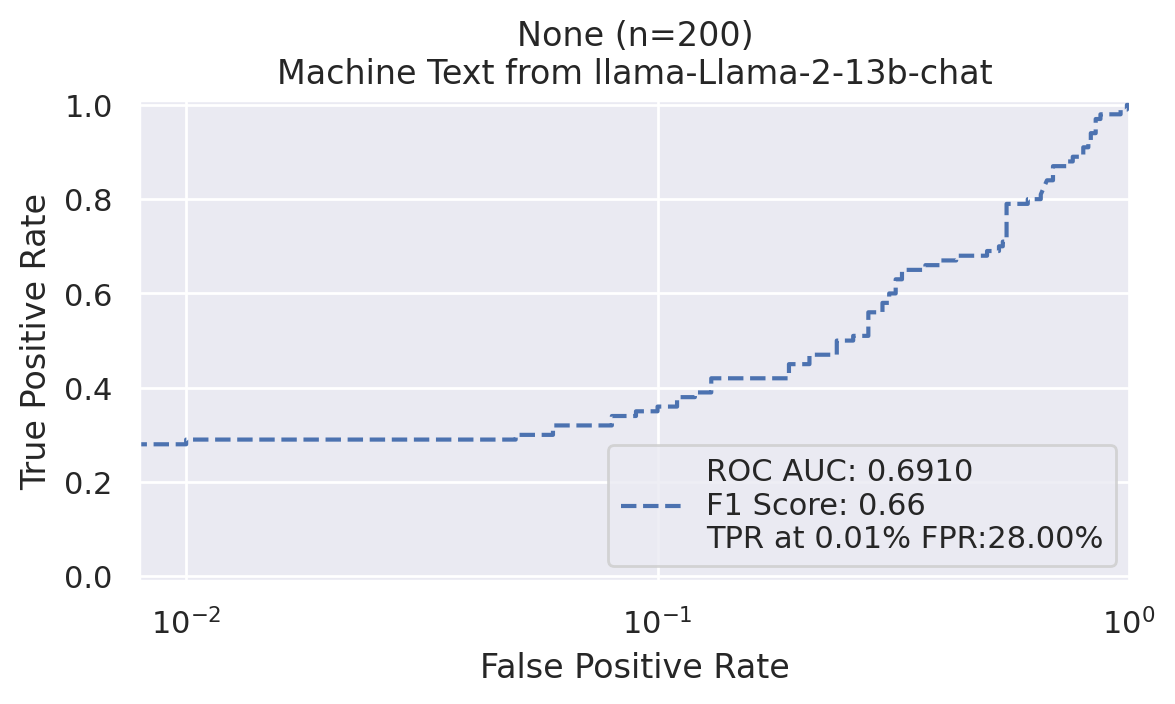 None (n=200)
Machine Text from llama-Llama-2-13b-chat
True Positive Rate
1.0
0.8
0.6
0.4
0.2
0.0
ROC AUC: 0.6910
F1 Score: 0.66
TPR at 0.01% FPR:28.00%
10⁻² 10⁻¹ 10⁰
False Positive Rate